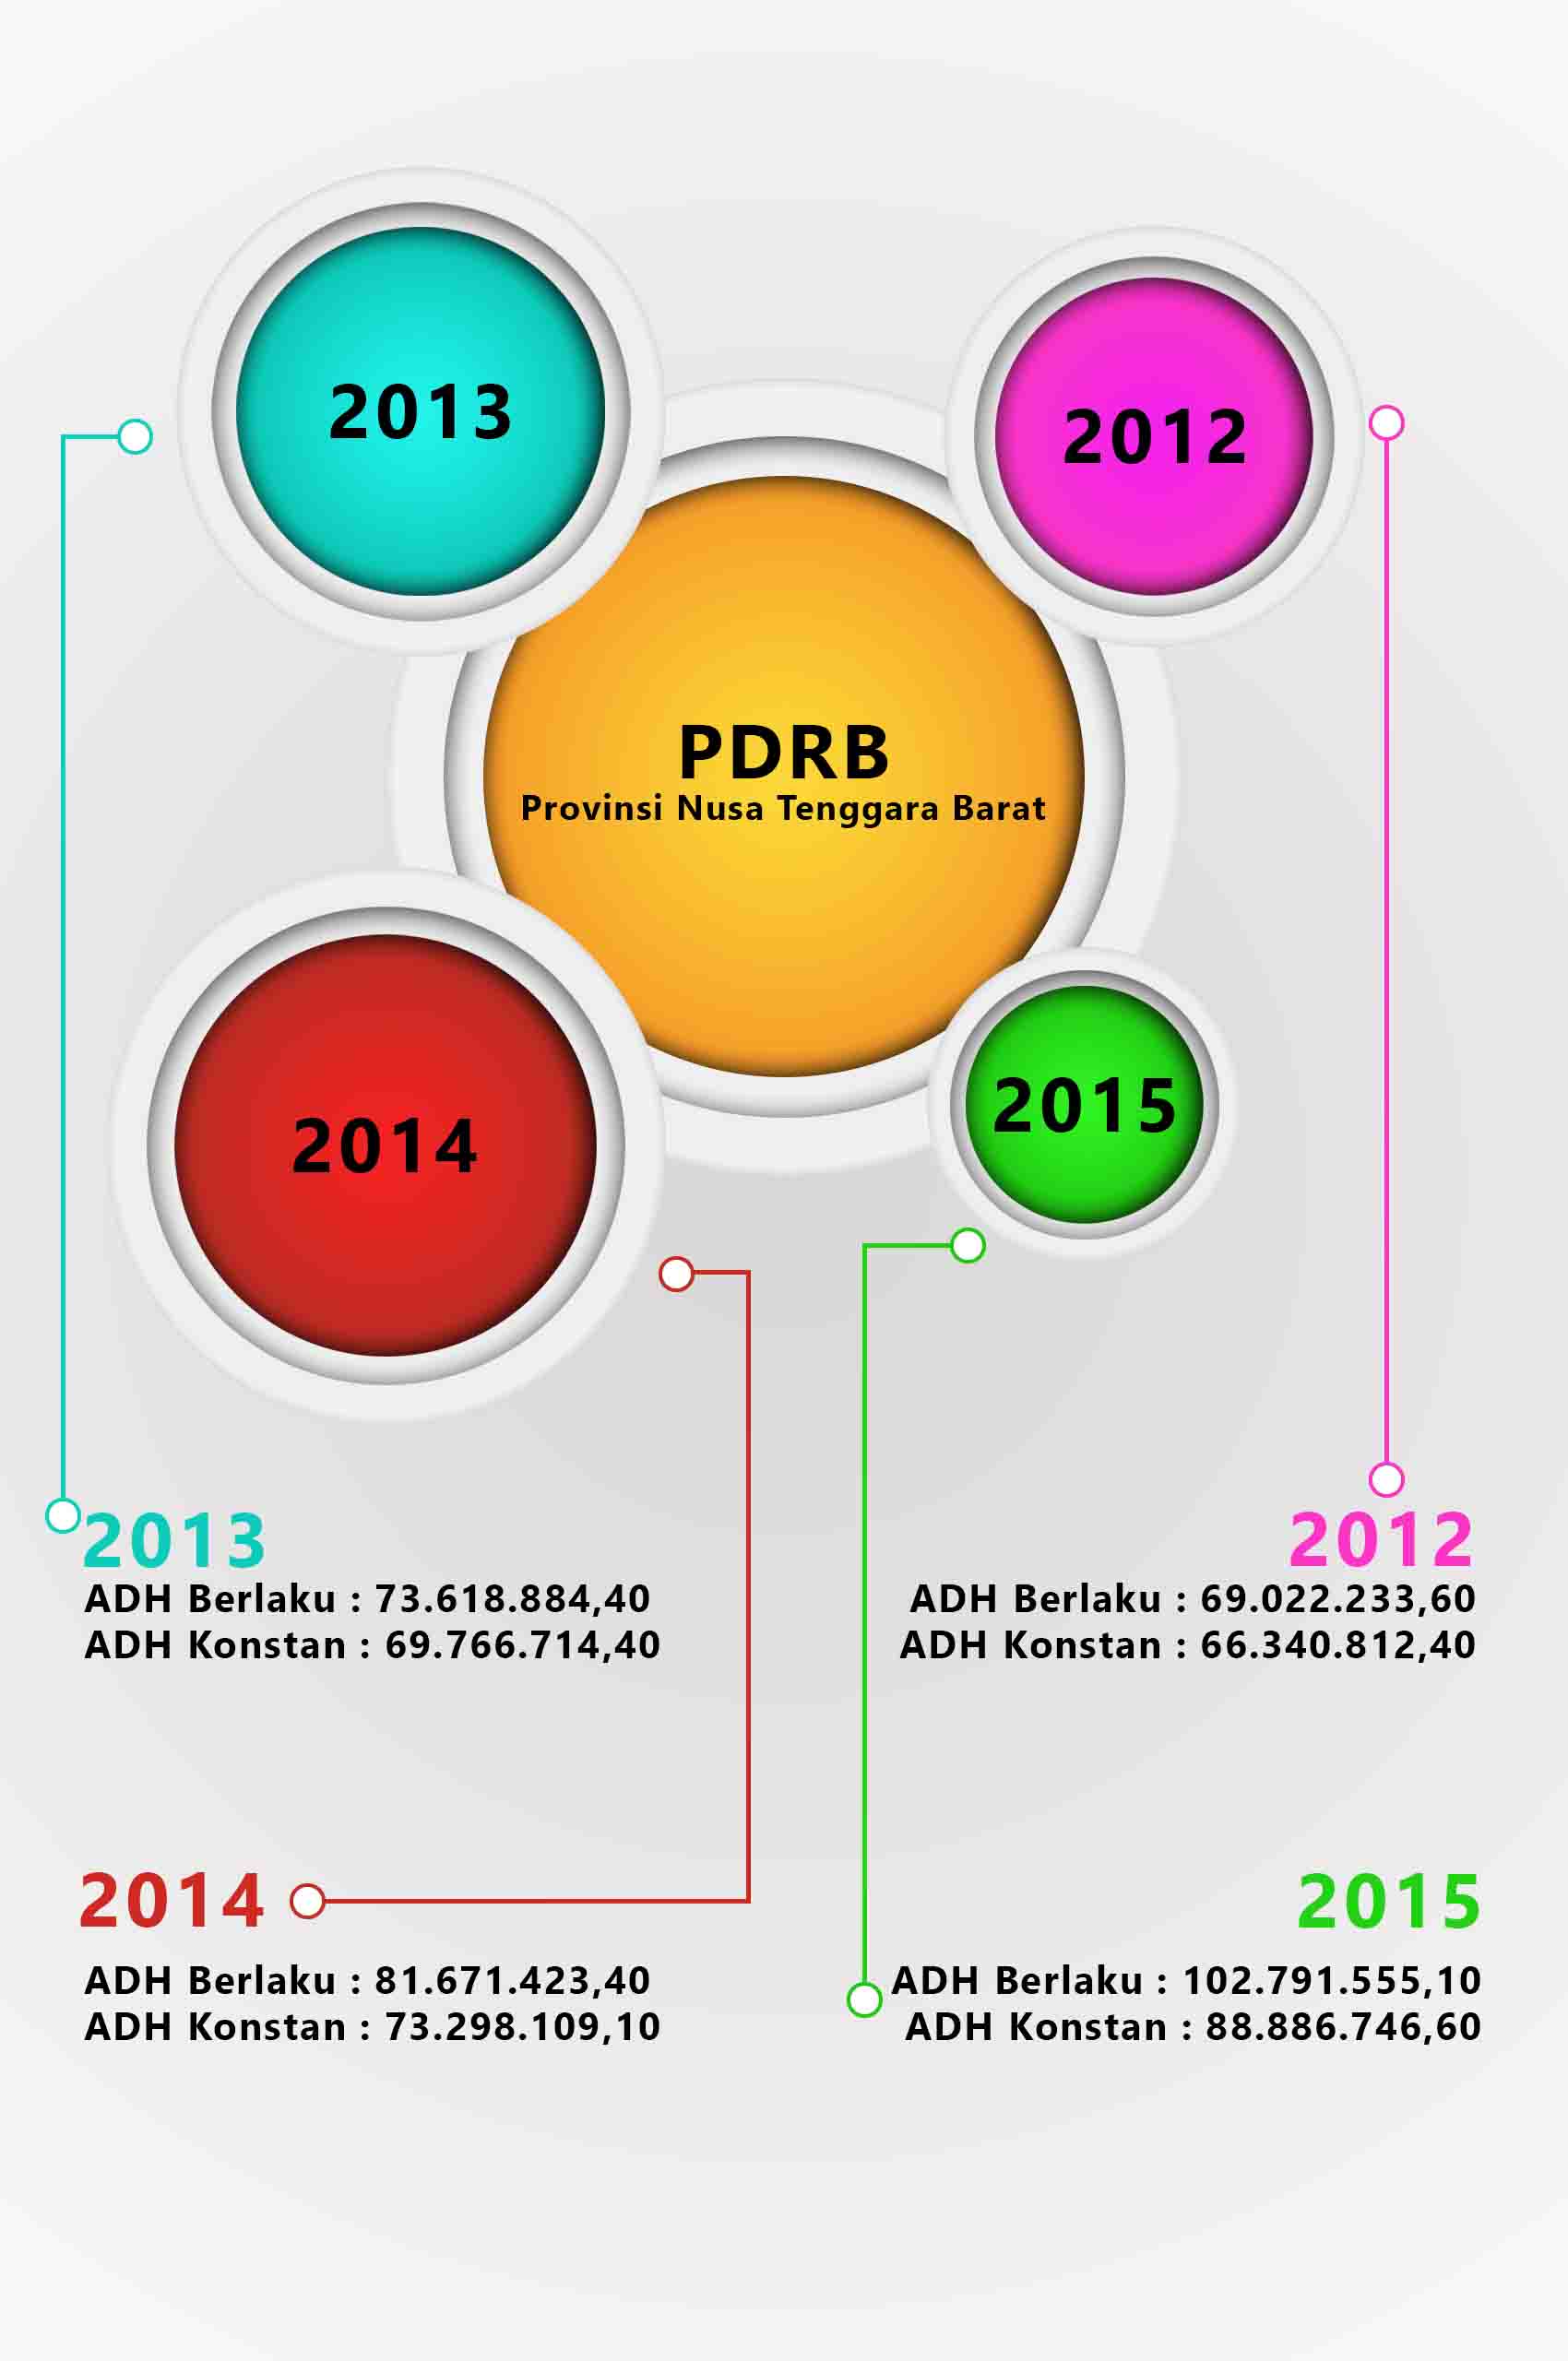 2013
2012
PDRB
Provinsi Nusa Tenggara Barat
2014
2015
2013
ADH Berlaku : 73.618.884,40
ADH Konstan : 69.766.714,40
2012
ADH Berlaku : 69.022.233,60
ADH Konstan : 66.340.812,40
2014
ADH Berlaku : 81.671.423,40
ADH Konstan : 73.298.109,10
2015
ADH Berlaku : 102.791.555,10
ADH Konstan : 88.886.746,60